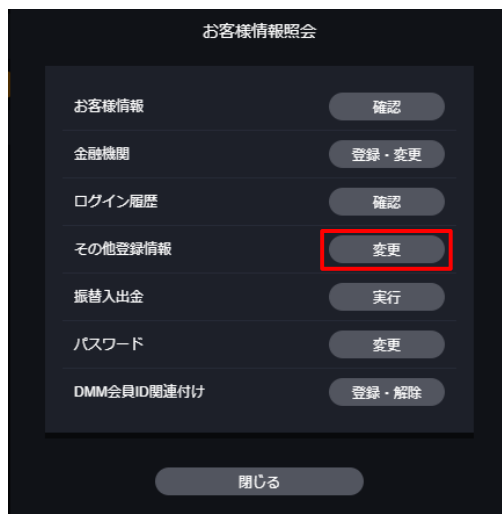 お客様情報照会
お客様情報 確認
金融機関 登録・変更
ログイン履歴 確認
その他登録情報 変更
振替入出金 実行
パスワード 変更
DMM会員ID関連付け 登録・解除
閉じる